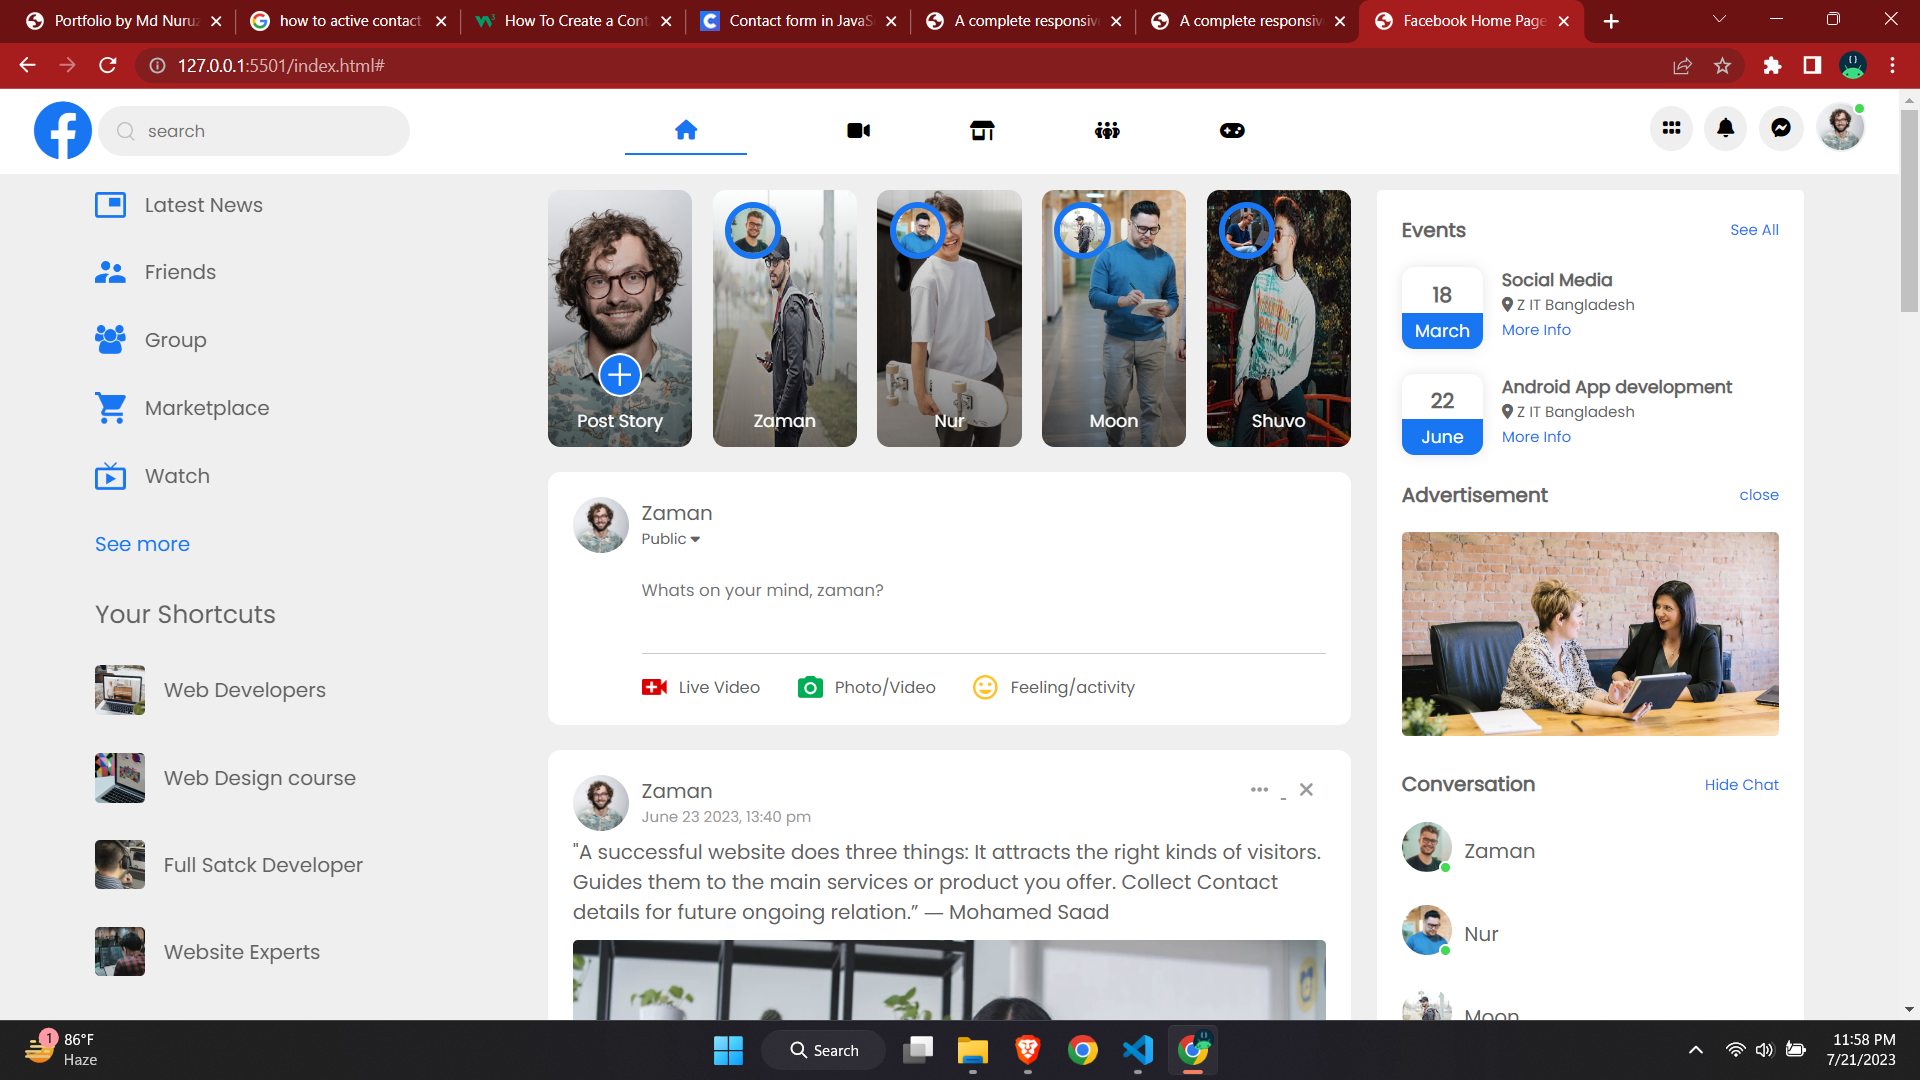 Portfolio by Md Nuruz
how to active contact
How To Create a Cont
Contact form in JavaS
A complete responsive
A complete responsive
Facebook Home Page
127.0.0.1:5501/index.html#
search
Latest News
Friends
Group
Marketplace
Watch
See more
Your Shortcuts
Web Developers
Web Design course
Full Satck Developer
Website Experts
Post Story
Zaman
Nur
Moon
Shuvo
Zaman
Public
Whats on your mind, zaman?
Live Video
Photo/Video
Feeling/activity
Zaman
June 23 2023, 13:40 pm
"A successful website does three things: It attracts the right kinds of visitors.
Guides them to the main services or product you offer. Collect Contact
details for future ongoing relation.” — Mohamed Saad
Events
See All
18
March
Social Media
Z IT Bangladesh
More Info
22
June
Android App development
Z IT Bangladesh
More Info
Advertisement
close
Conversation
Hide Chat
Zaman
Nur
Moon
1
86°F
Haze
Search
11:58 PM
7/21/2023